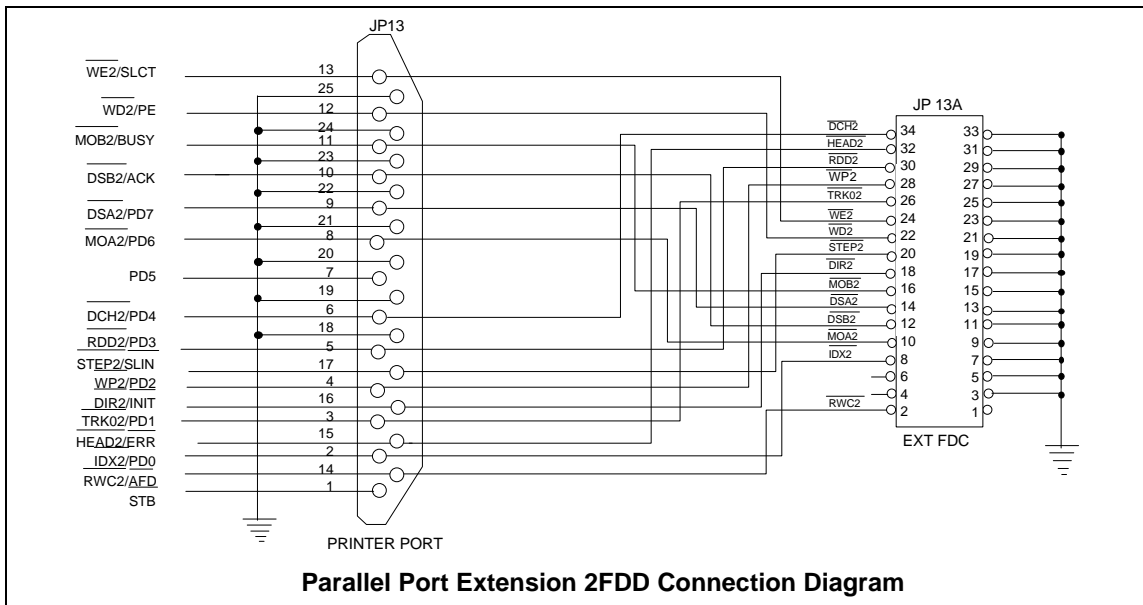 JP13
WE2/SLCT
13
25
WD2/PE
12
24
MOB2/BUSY
11
23
DSB2/ACK
10
22
DSA2/PD7
9
21
MOA2/PD6
8
20
PD5
7
19
DCH2/PD4
6
18
RDD2/PD3
5
STEP2/SLIN
17
WP2/PD2
4
DIR2/INIT
16
TRK02/PD1
3
HEAD2/ERR
15
IDX2/PD0
2
RWC2/AFD
14
STB
1
PRINTER PORT
JP 13A
DCH2 34 33
HEAD2 32 31
RDD2 30 29
WP2 28 27
TRK02 26 25
WE2 24 23
WD2 22 21
STEP2 20 19
DIR2 18 17
MOB2 16 15
DSA2 14 13
DSB2 12 11
MOA2 10 9
IDX2 8 7
6 5
4 3
RWC2 2 1
EXT FDC
Parallel Port Extension 2FDD Connection Diagram